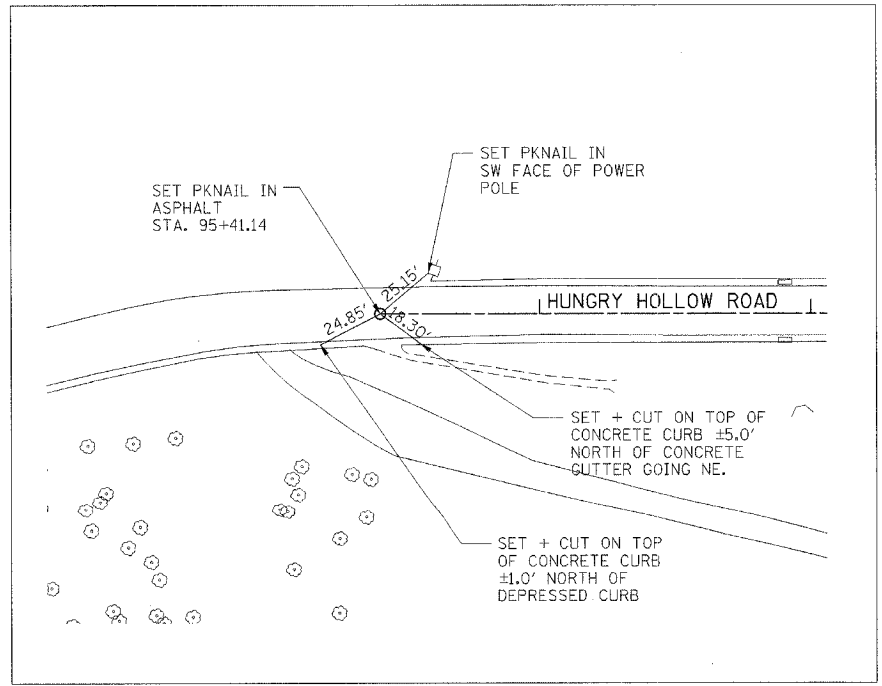 SET PKNAIL IN
SW FACE OF POWER
POLE
SET PKNAIL IN
ASPHALT
STA. 95+41.14
25.15'
24.85'
18.30'
HUNGRY HOLLOW ROAD
SET + CUT ON TOP OF
CONCRETE CURB ±5.0'
NORTH OF CONCRETE
GUTTER GOING NE.
SET + CUT ON TOP
OF CONCRETE CURB
±1.0' NORTH OF
DEPRESSED CURB